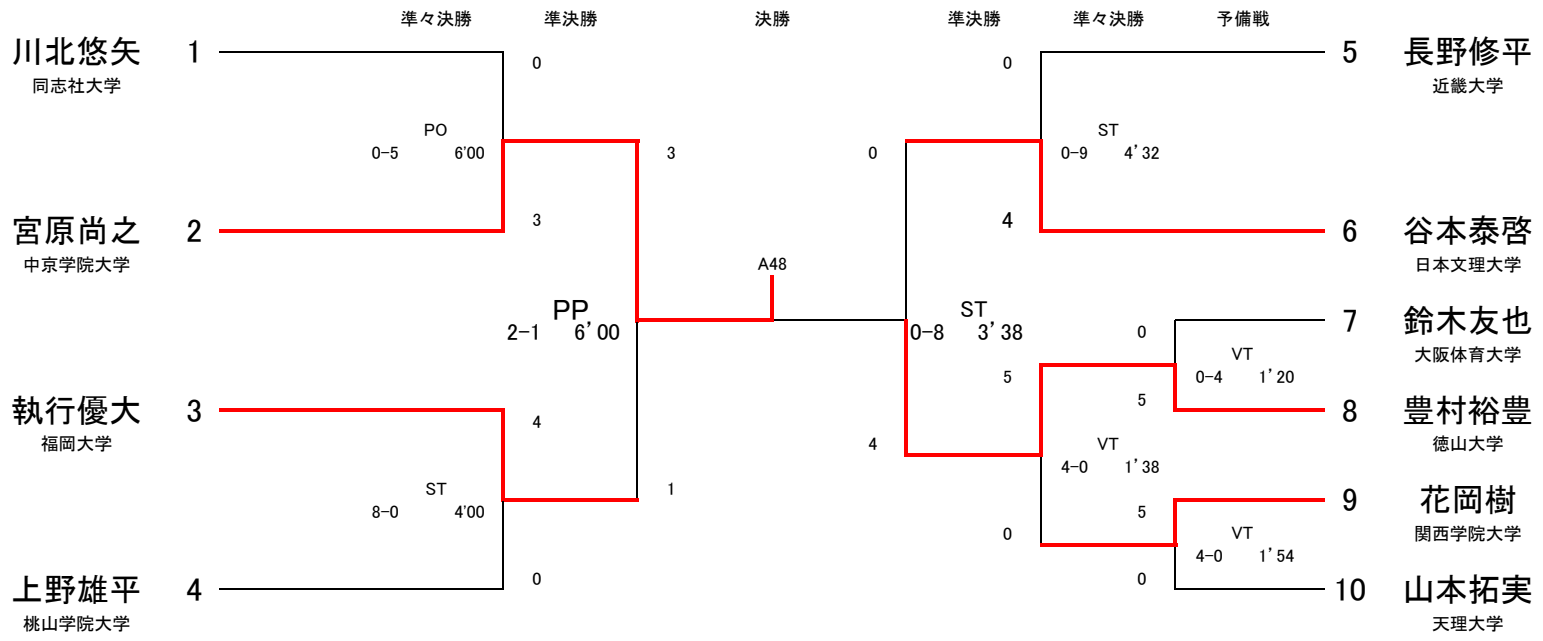 準々決勝 準決勝 決勝 準決勝 準々決勝 予備戦
川北悠矢 1
同志社大学
0
PO
0-5 6'00
3
宮原尚之 2
中京学院大学
3
PP
2-1 6'00
執行優大 3
福岡大学
4
ST
8-0 4'00
1
上野雄平 4
桃山学院大学
0
A48
5 長野修平
近畿大学
0
ST
0-9 4'32
0
6 谷本泰啓
日本文理大学
4
ST
0-8 3'38
7 鈴木友也
大阪体育大学
0
VT
0-4 1'20
5
8 豊村裕豊
徳山大学
5
VT
4-0 1'38
4
9 花岡樹
関西学院大学
5
VT
4-0 1'54
0
10 山本拓実
天理大学
0